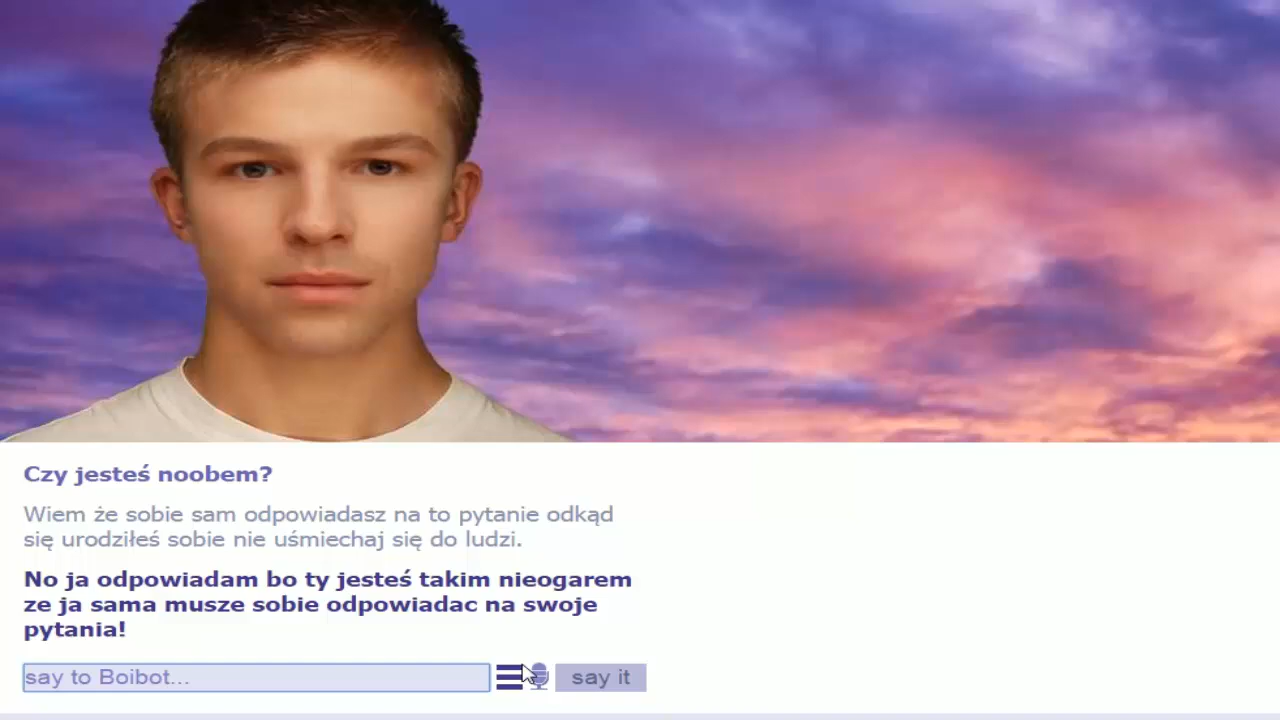 Czy jesteś noobem?
Wiem że sobie sam odpowiadasz na to pytanie odkąd
się urodziłeś sobie nie uśmiechaj się do ludzi.
No ja odpowiadam bo ty jesteś takim nieogarem
ze ja sama musze sobie odpowiadac na swoje
pytania!
say to Boibot... say it